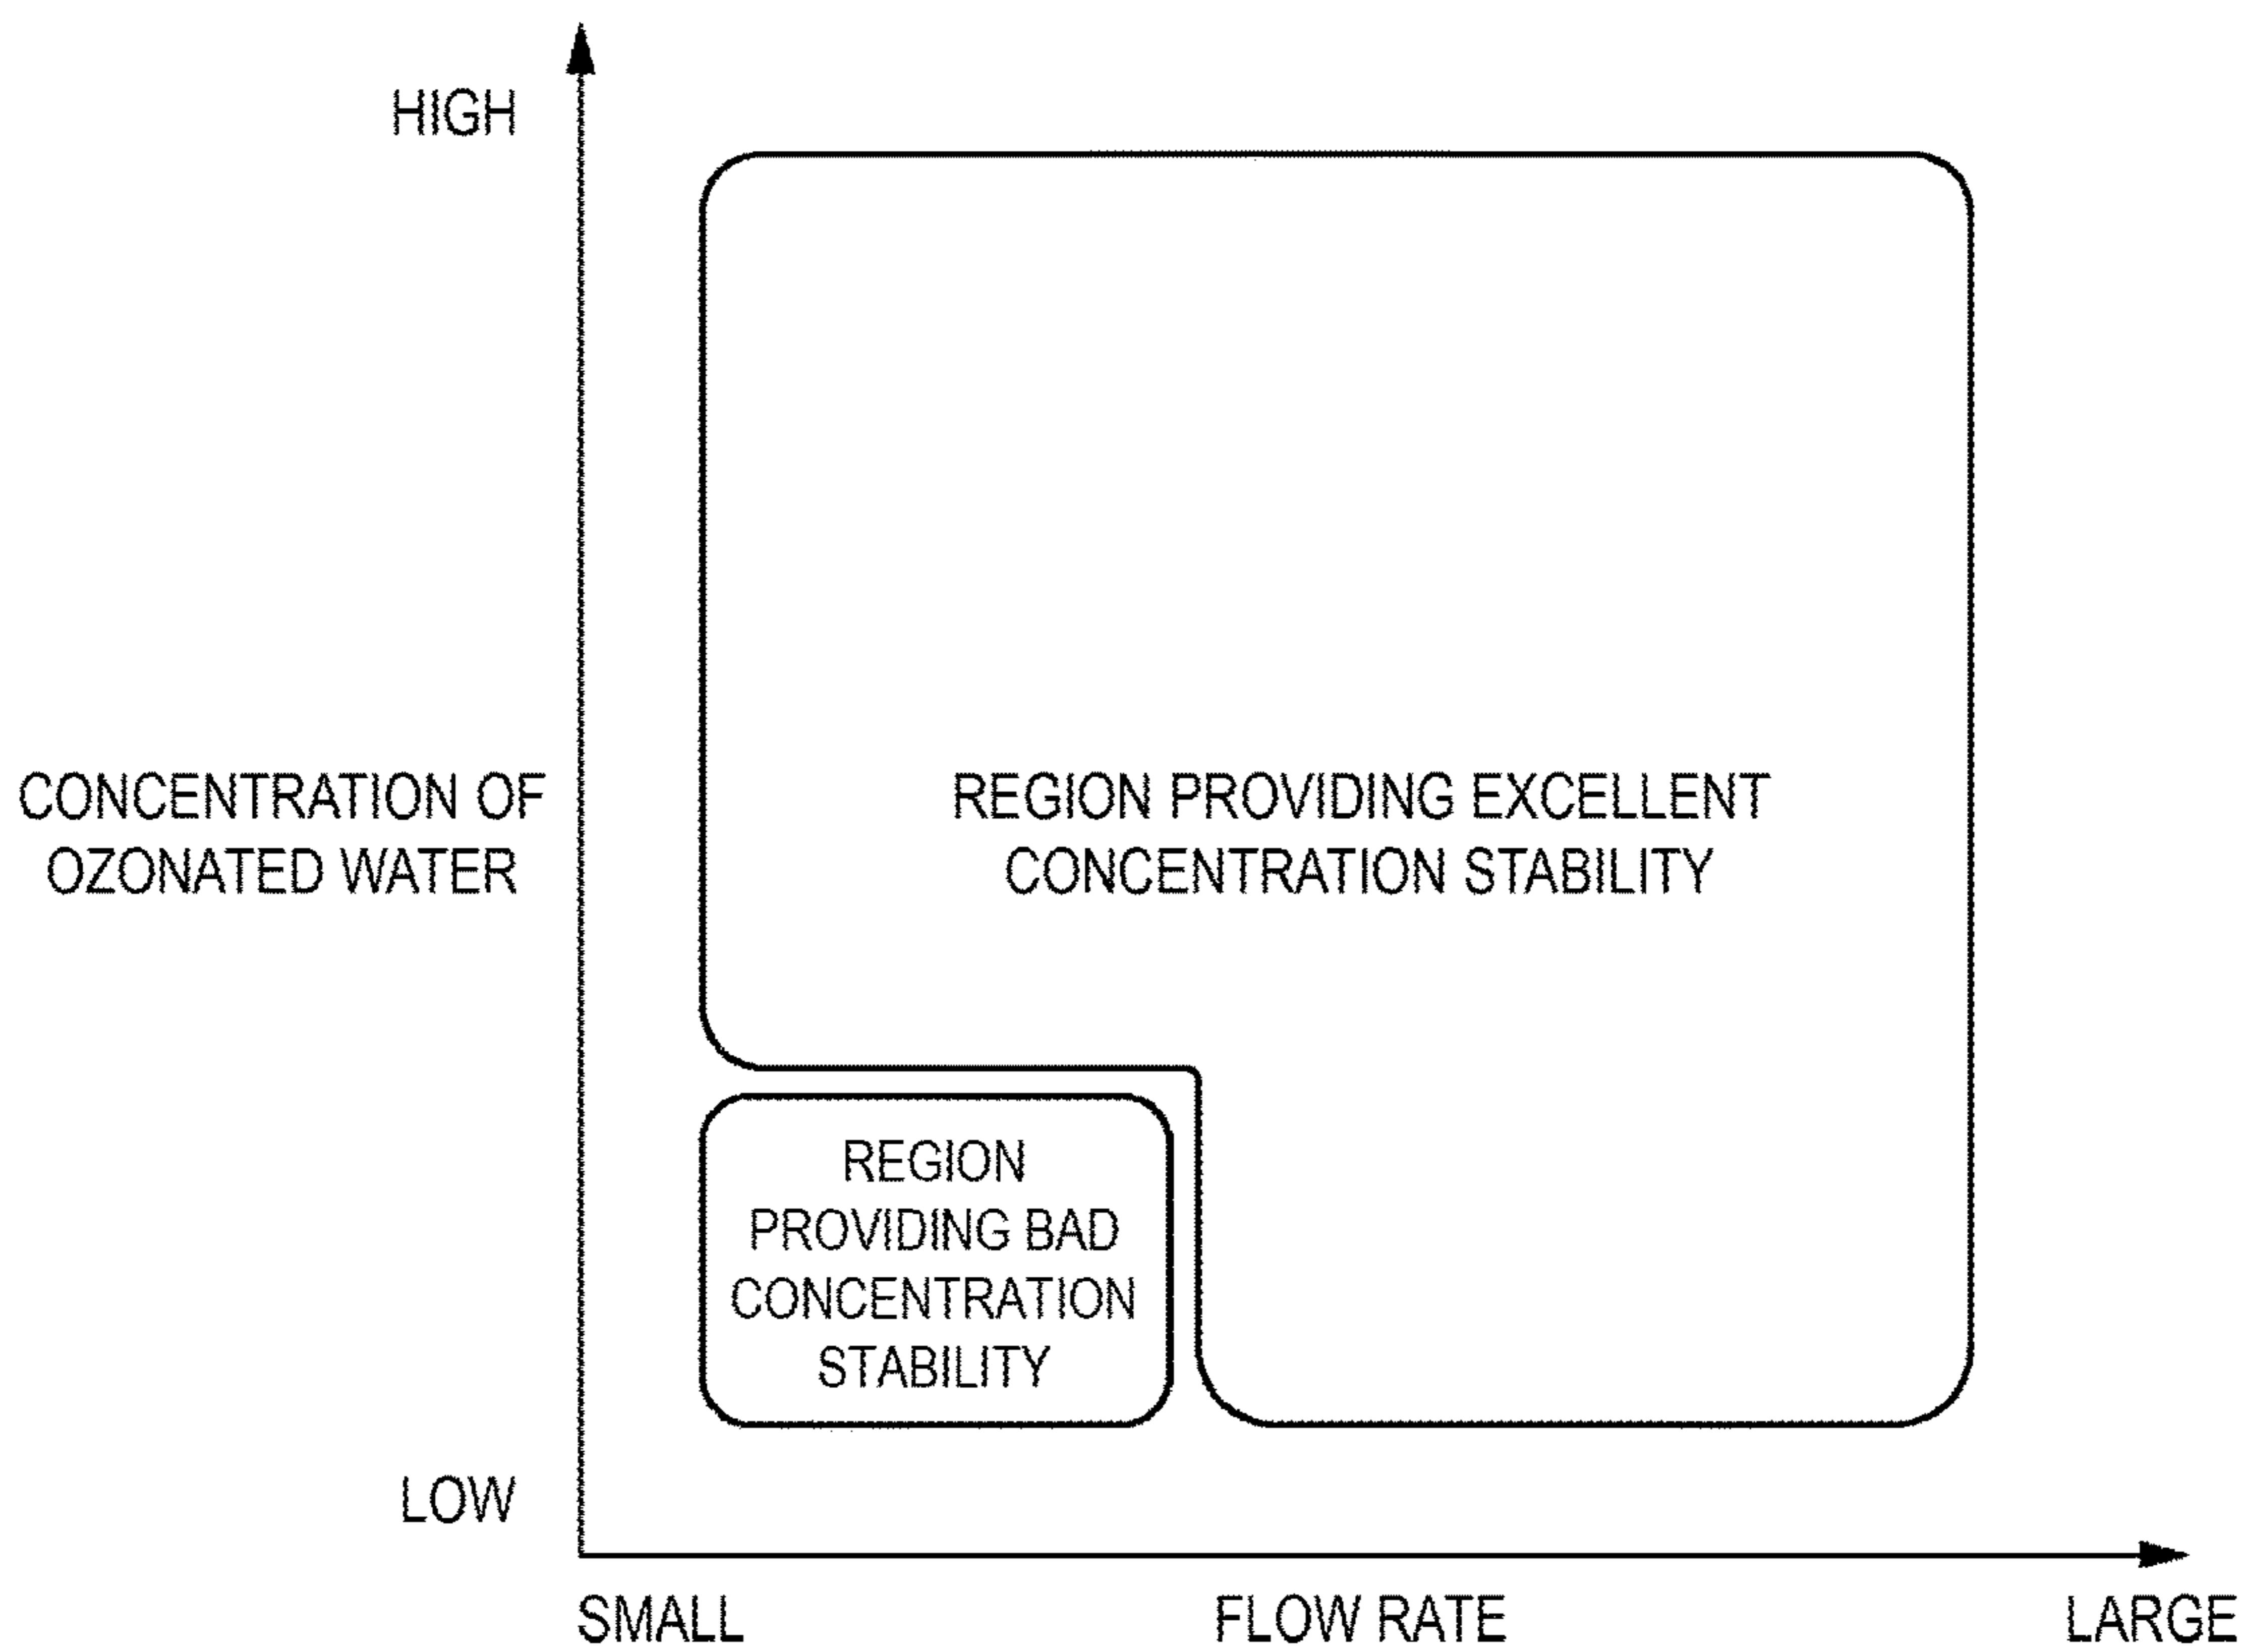 HIGH
CONCENTRATION OF
OZONATED WATER
REGION PROVIDING EXCELLENT
CONCENTRATION STABILITY
REGION
PROVIDING BAD
CONCENTRATION
STABILITY
LOW
SMALL
FLOW RATE
LARGE